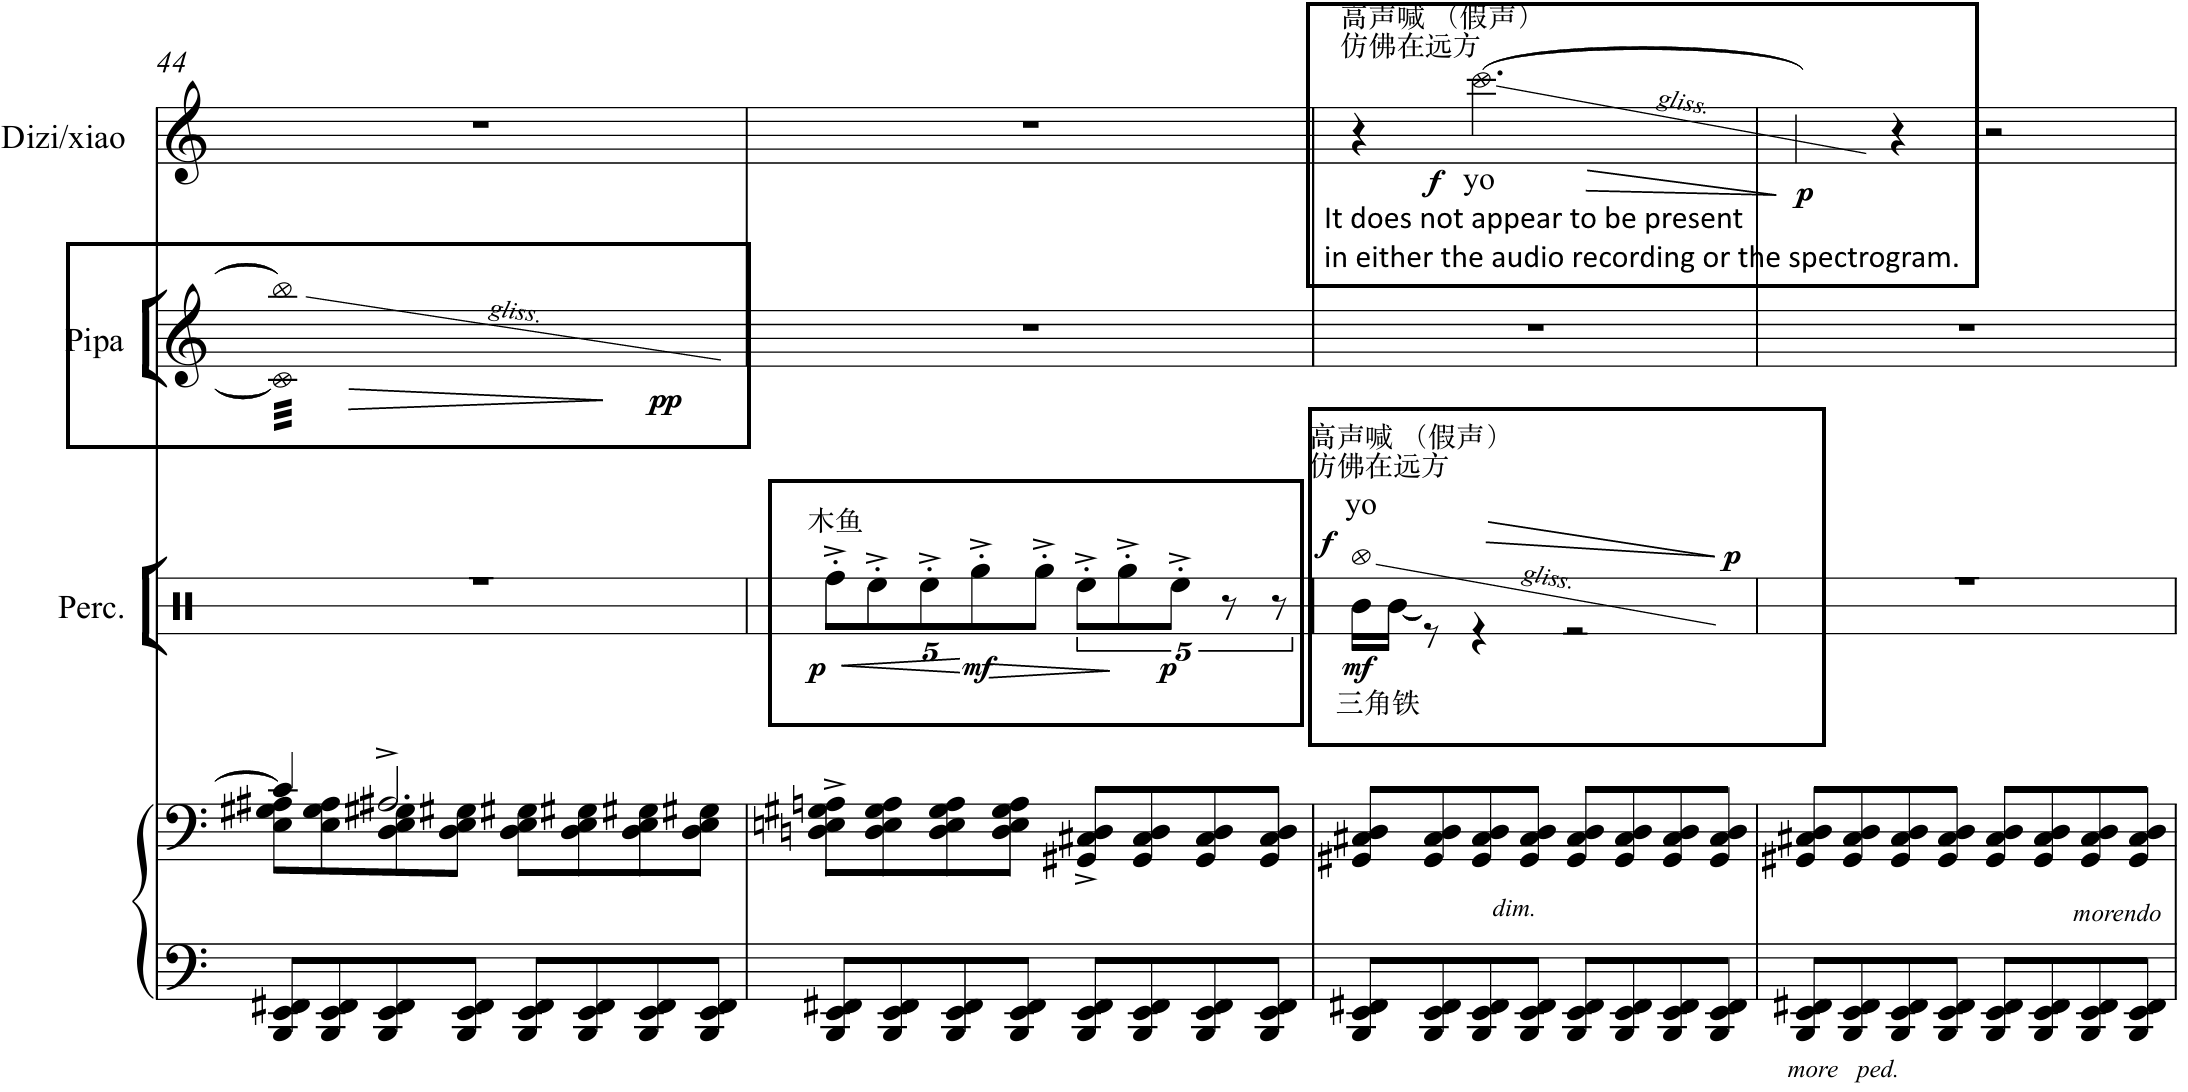 44
高声喊 （假声）
仿佛在远方
Dizi/xiao
gliss.
f yo
p
It does not appear to be present
in either the audio recording or the spectrogram.
Pipa
gliss.
pp
高声喊 （假声）
仿佛在远方
yo
f
p
gliss.
木鱼
Perc.
5
5
p
mf
p
mf
三角铁
dim.
morendo
more ped.